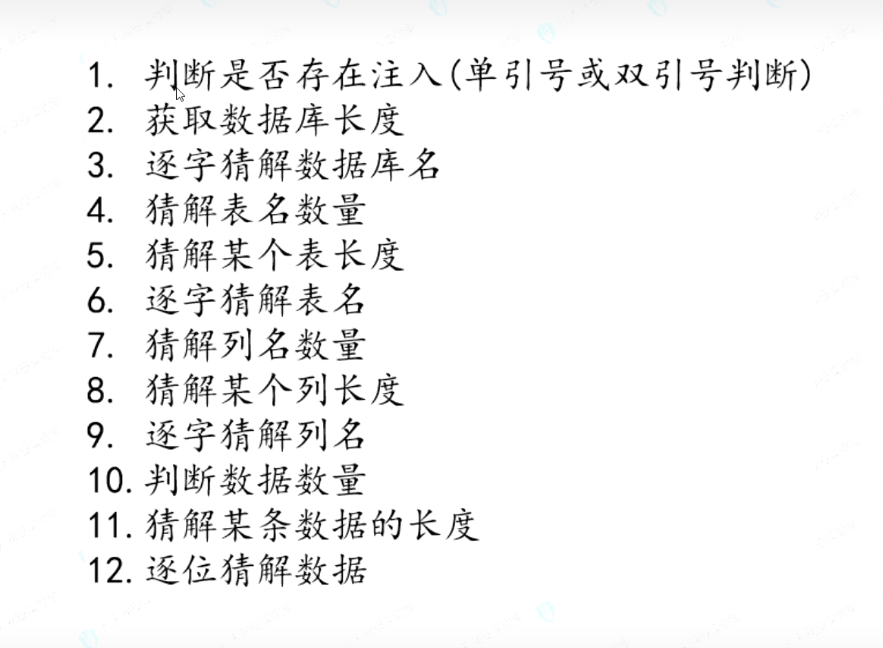 1. 判断是否存在注入(单引号或双引号判断)
2. 获取数据库长度
3. 逐字猜解数据库名
4. 猜解表名数量
5. 猜解某个表长度
6. 逐字猜解表名
7. 猜解列名数量
8. 猜解某个列长度
9. 逐字猜解列名
10. 判断数据数量
11. 猜解某条数据的长度
12. 逐位猜解数据